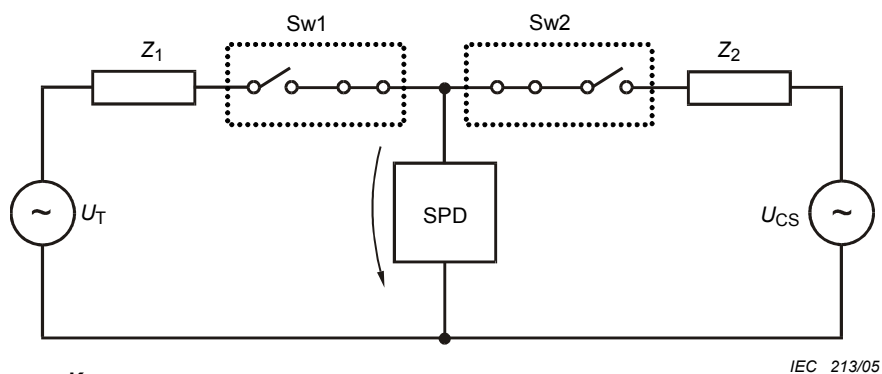 Sw1 Sw2
Z1 Z2
UT SPD UCS
~ ~
IEC 213/05